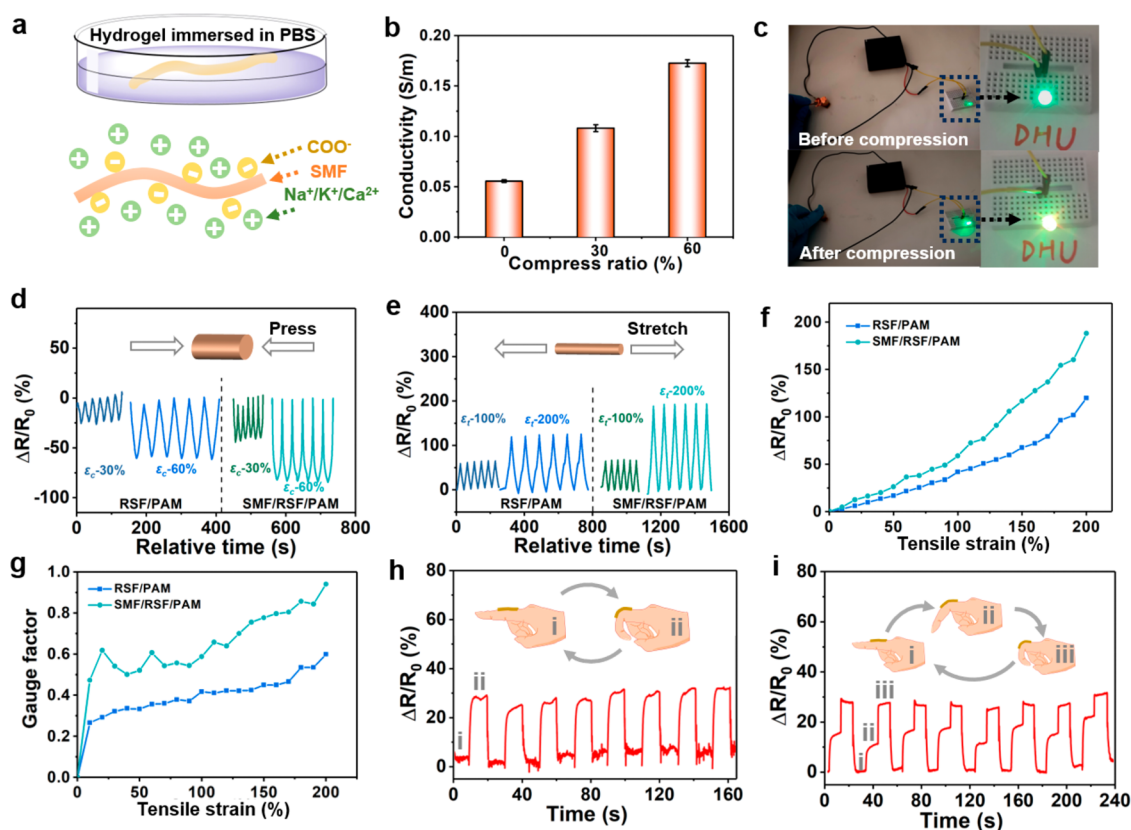 a
Hydrogel immersed in PBS
COO⁻
SMF
Na⁺/K⁺/Ca²⁺
b
Conductivity (S/m)
0.20
0.15
0.10
0.05
0.00
0 30 60
Compress ratio (%)
c
Before compression
DHU
After compression
DHU
d
Press
ΔR/R₀ (%)
50
0
-50
-100
ε꜀-30%
ε꜀-60%
ε꜀-30%
ε꜀-60%
RSF/PAM
SMF/RSF/PAM
0 200 400 600 800
Relative time (s)
e
Stretch
ΔR/R₀ (%)
400
300
200
100
0
εₜ-100%
εₜ-200%
εₜ-100%
εₜ-200%
RSF/PAM
SMF/RSF/PAM
0 400 800 1200 1600
Relative time (s)
f
RSF/PAM
SMF/RSF/PAM
ΔR/R₀ (%)
200
150
100
50
0
0 50 100 150 200
Tensile strain (%)
g
RSF/PAM
SMF/RSF/PAM
Gauge factor
1.0
0.8
0.6
0.4
0.2
0.0
0 50 100 150 200
Tensile strain (%)
h
ΔR/R₀ (%)
80
60
40
20
0
i
ii
ii
i
0 40 80 120 160
Time (s)
i
ΔR/R₀ (%)
80
60
40
20
0
ii
i
iii
iii
ii
i
0 40 80 120 160 200 240
Time (s)